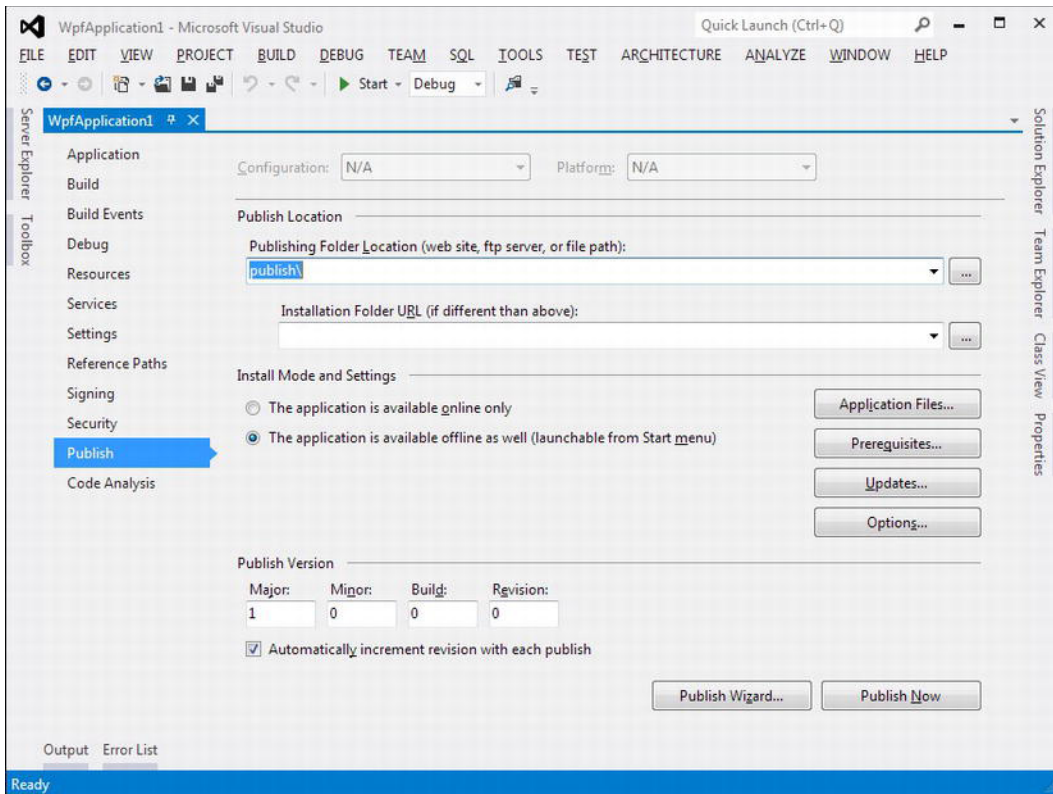 WpfApplication1 - Microsoft Visual Studio
Quick Launch (Ctrl+Q)
FILE EDIT VIEW PROJECT BUILD DEBUG TEAM SQL TOOLS TEST ARCHITECTURE ANALYZE WINDOW HELP
Start Debug
Server Explorer
Toolbox
WpfApplication1
Application
Build
Build Events
Debug
Resources
Services
Settings
Reference Paths
Signing
Security
Publish
Code Analysis
Configuration: N/A Platform: N/A
Publish Location
Publishing Folder Location (web site, ftp server, or file path):
publish\
...
Installation Folder URL (if different than above):
...
Install Mode and Settings
The application is available online only
The application is available offline as well (launchable from Start menu)
Application Files...
Prerequisites...
Updates...
Options...
Publish Version
Major: Minor: Build: Revision:
1 0 0 0
Automatically increment revision with each publish
Publish Wizard... Publish Now
Solution Explorer
Team Explorer
Class View
Properties
Output Error List
Ready